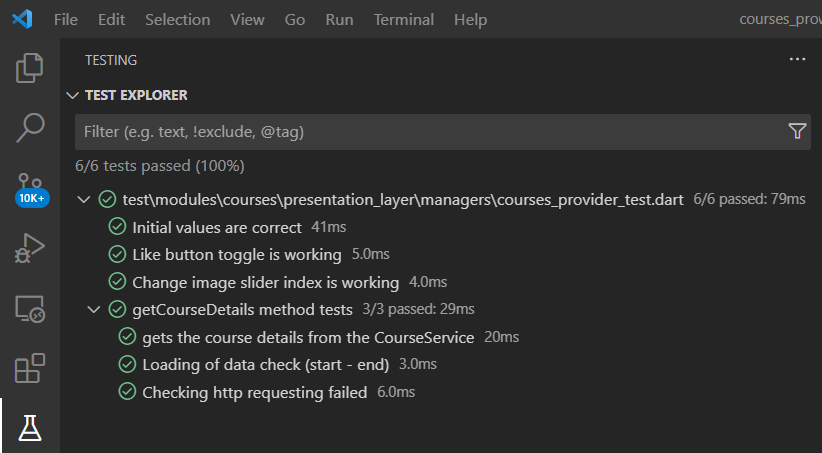 File Edit Selection View Go Run Terminal Help courses_prov
TESTING
TEST EXPLORER
Filter (e.g. text, !exclude, @tag)
6/6 tests passed (100%)
test\modules\courses\presentation_layer\managers\courses_provider_test.dart 6/6 passed: 79ms
10K+
Initial values are correct 41ms
Like button toggle is working 5.0ms
Change image slider index is working 4.0ms
getCourseDetails method tests 3/3 passed: 29ms
gets the course details from the CourseService 20ms
Loading of data check (start - end) 3.0ms
Checking http requesting failed 6.0ms